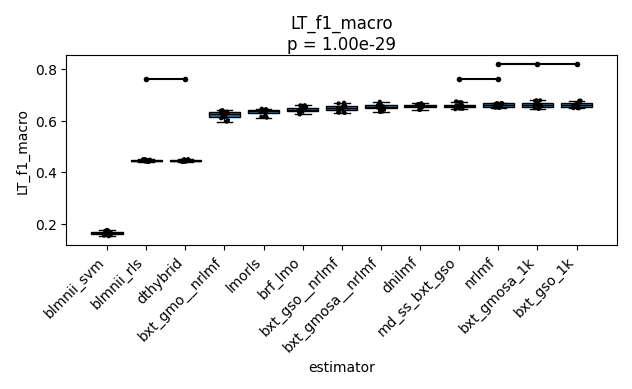 LT_f1_macro
p = 1.00e-29
LT_f1_macro
0.8
0.6
0.4
0.2
blmnii_svm
blmnii_rls
dthybrid
bxt_gmo__nrlmf
lmorls
brf_lmo
bxt_gso__nrlmf
bxt_gmosa__nrlmf
dnilmf
md_ss_bxt_gso
nrlmf
bxt_gmosa_1k
bxt_gso_1k
estimator